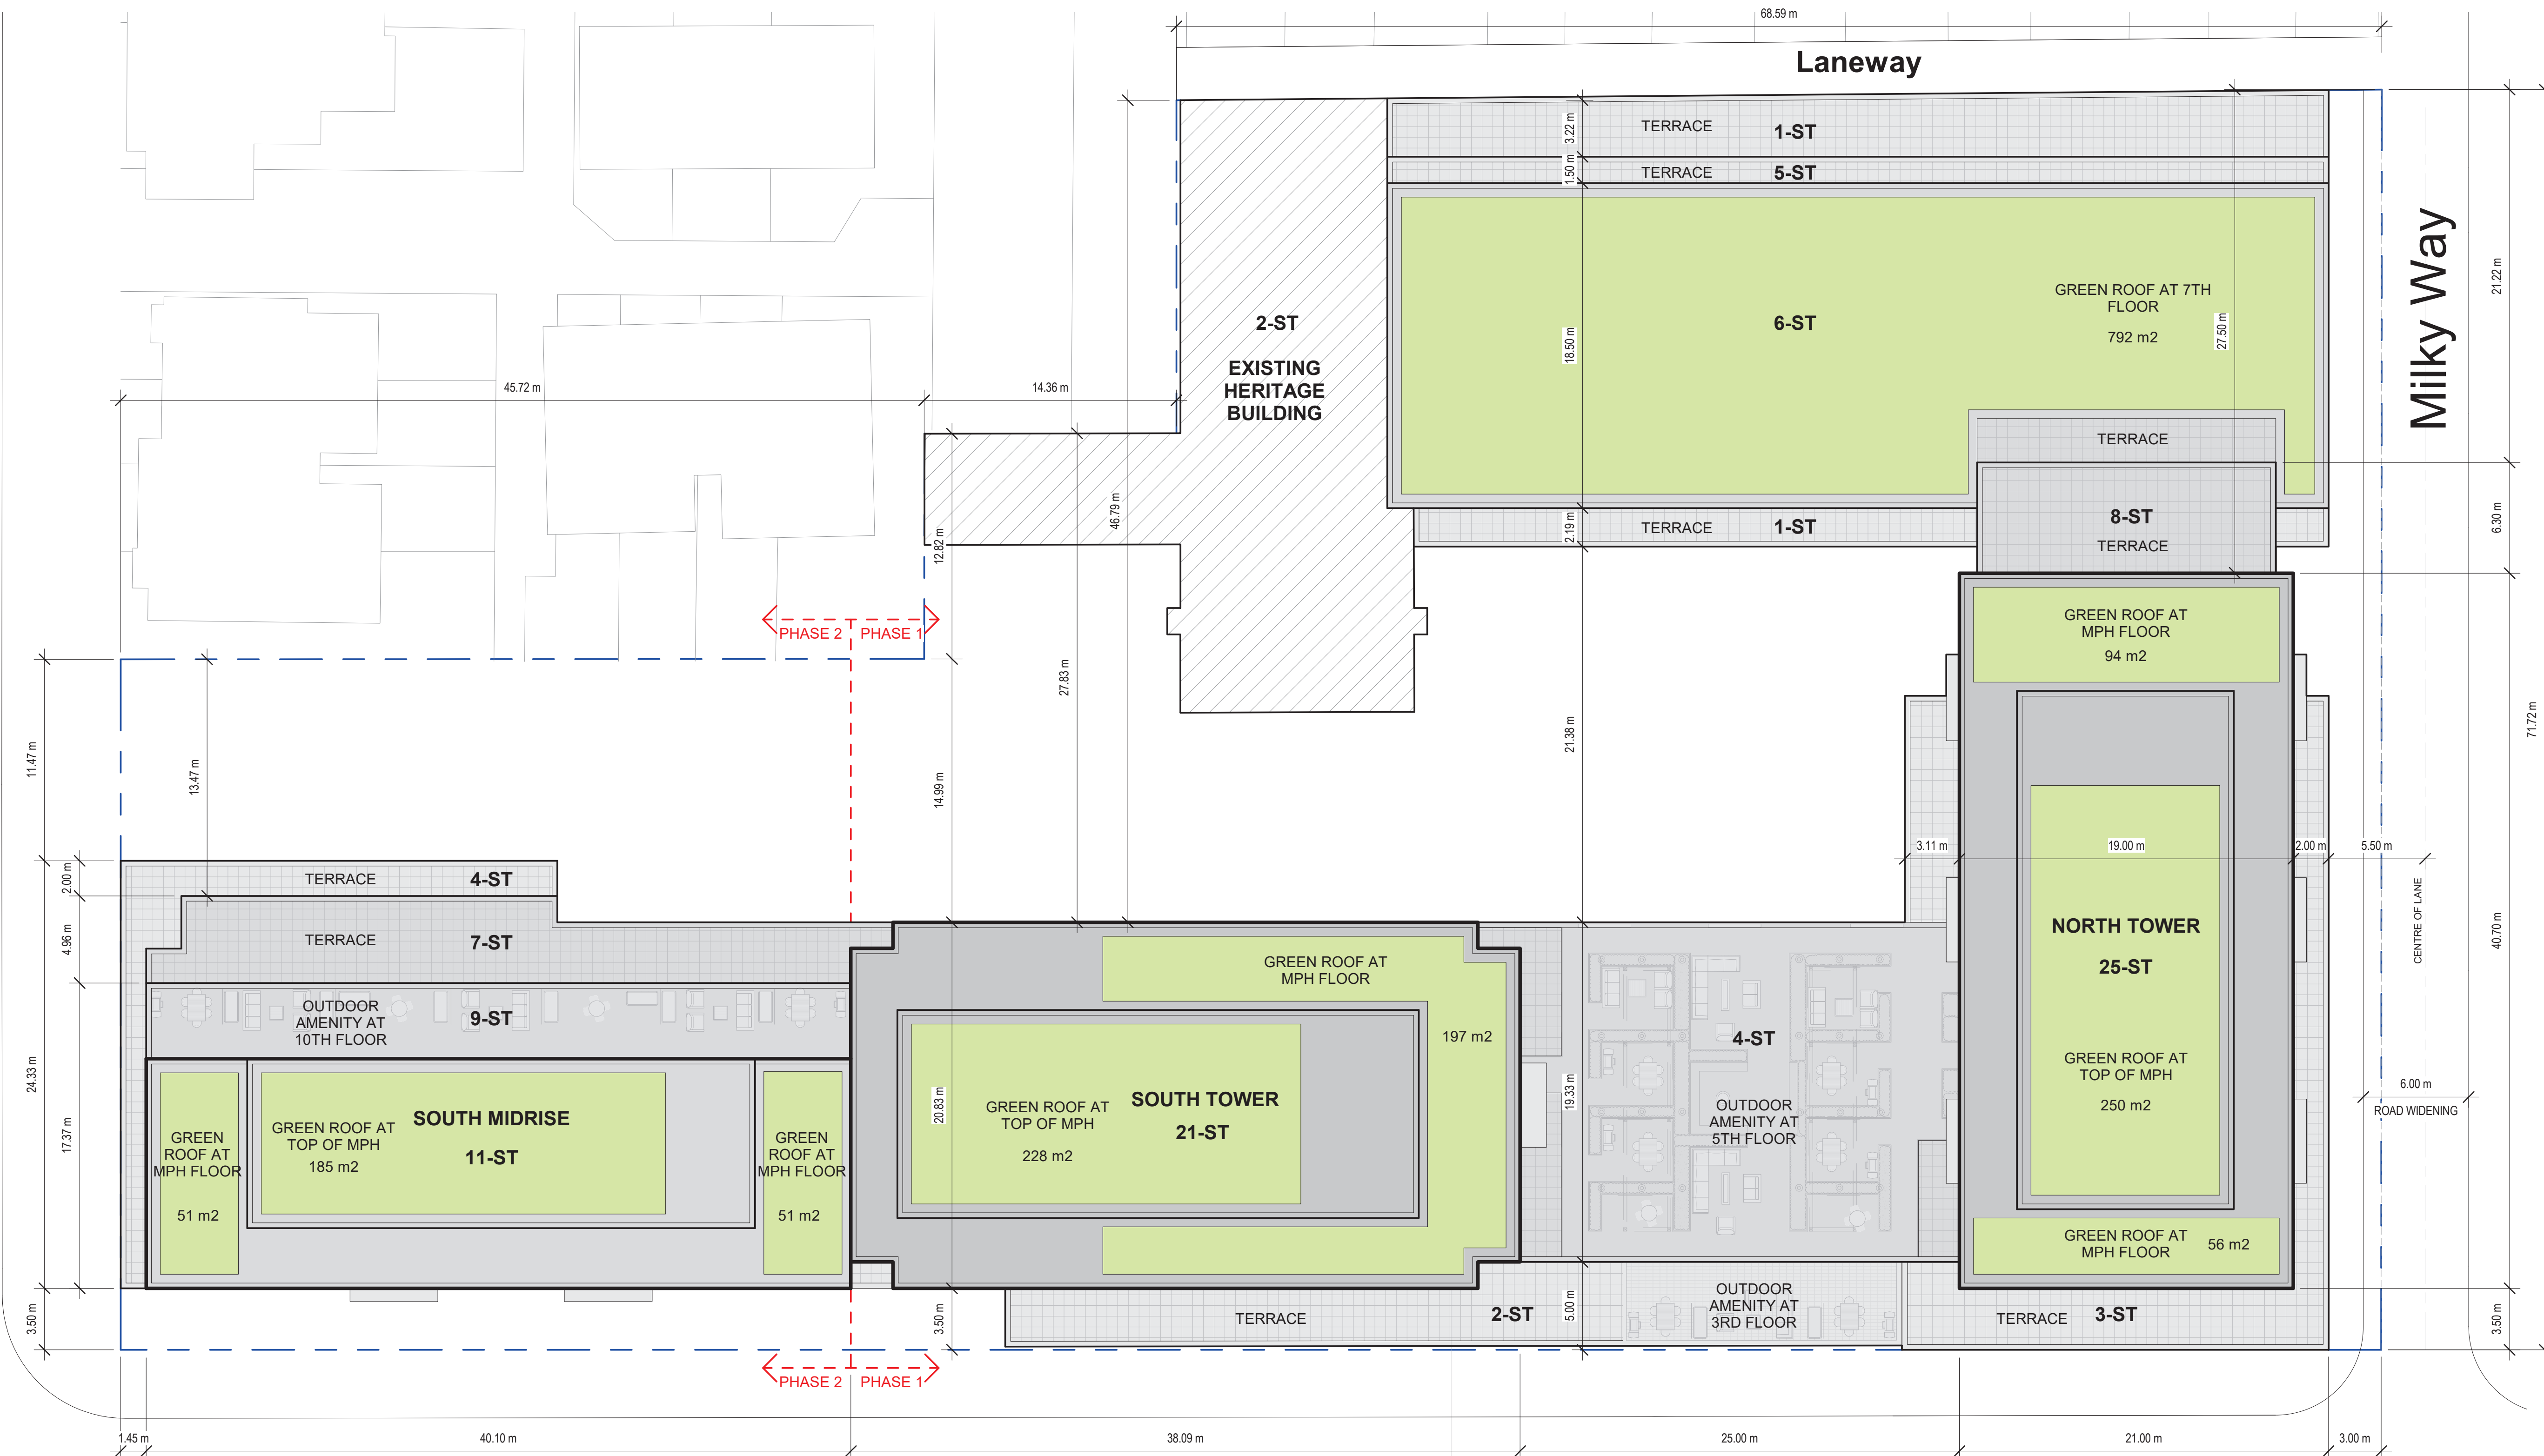 68.59 m
Laneway
TERRACE 1-ST
3.22 m
TERRACE 5-ST
1.50 m
Milky Way
21.22 m
GREEN ROOF AT 7TH
FLOOR
792 m2
27.50 m
6-ST
18.50 m
2-ST
EXISTING
HERITAGE
BUILDING
45.72 m
14.36 m
TERRACE
46.79 m
8-ST
TERRACE
6.30 m
TERRACE 1-ST
2.19 m
12.82 m
PHASE 2 PHASE 1
GREEN ROOF AT
MPH FLOOR
94 m2
27.83 m
21.38 m
71.72 m
11.47 m
13.47 m
14.99 m
3.11 m
19.00 m
2.00 m
5.50 m
TERRACE 4-ST
2.00 m
CENTRE OF LANE
NORTH TOWER
25-ST
40.70 m
TERRACE 7-ST
4.96 m
GREEN ROOF AT
MPH FLOOR
197 m2
OUTDOOR
AMENITY AT
10TH FLOOR
9-ST
4-ST
24.33 m
17.37 m
GREEN ROOF AT
TOP OF MPH
250 m2
6.00 m
ROAD WIDENING
SOUTH MIDRISE
11-ST
GREEN ROOF AT
TOP OF MPH
185 m2
GREEN
ROOF AT
MPH FLOOR
51 m2
GREEN
ROOF AT
MPH FLOOR
51 m2
20.83 m
GREEN ROOF AT
TOP OF MPH
228 m2
SOUTH TOWER
21-ST
19.33 m
OUTDOOR
AMENITY AT
5TH FLOOR
GREEN ROOF AT
MPH FLOOR
56 m2
3.50 m
3.50 m
TERRACE 2-ST
5.00 m
OUTDOOR
AMENITY AT
3RD FLOOR
TERRACE 3-ST
3.50 m
PHASE 2 PHASE 1
1.45 m
40.10 m
38.09 m
25.00 m
21.00 m
3.00 m